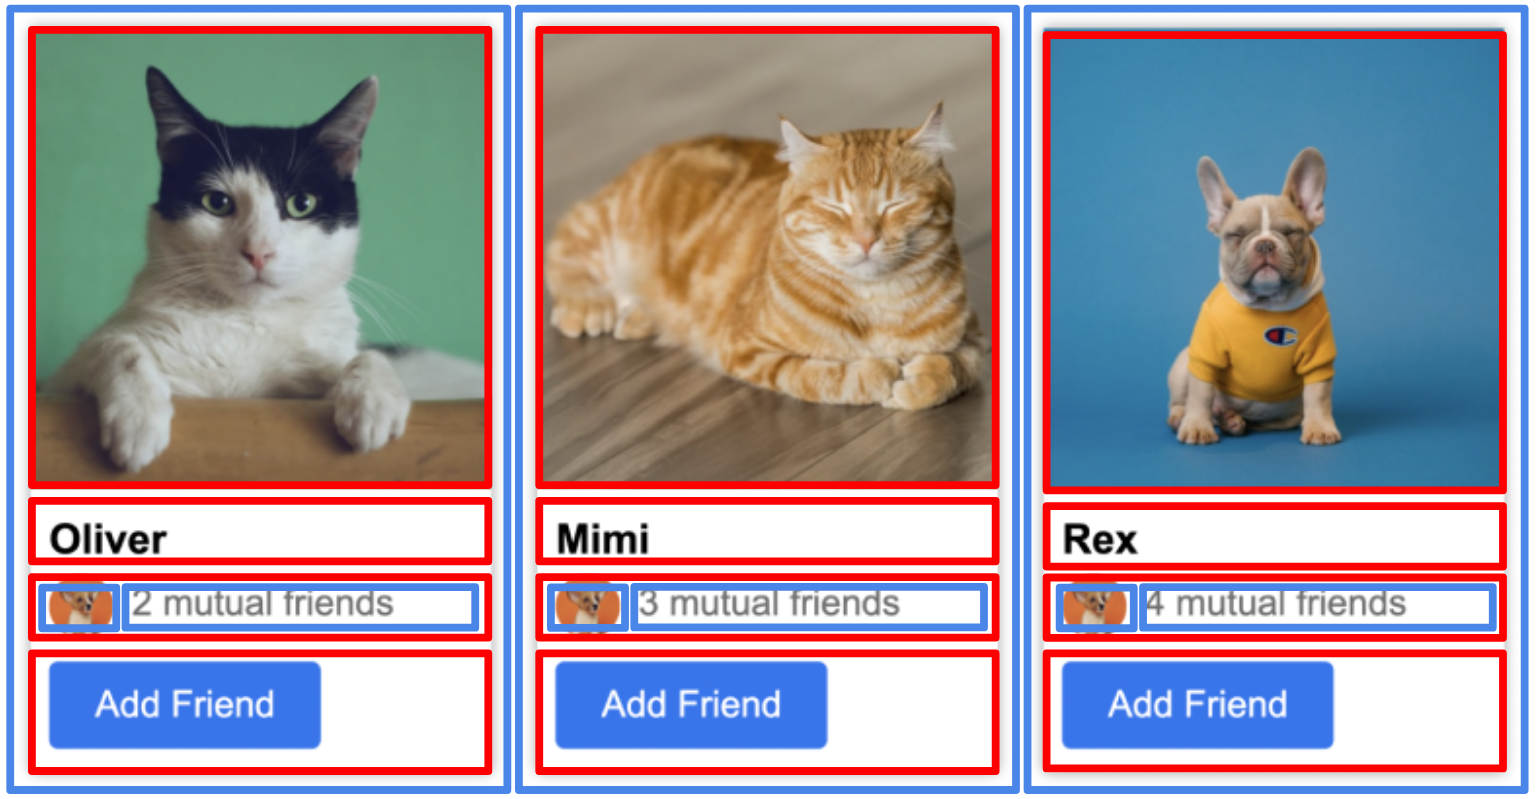 Oliver
2 mutual friends
Add Friend
Mimi
3 mutual friends
Add Friend
Rex
4 mutual friends
Add Friend